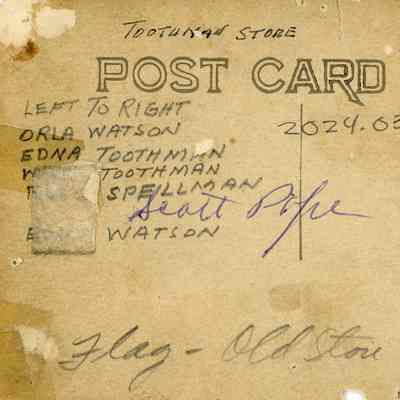 TOOTHMAN STORE
POST CARD
LEFT TO RIGHT
ORLA WATSON
2024.03
EDNA TOOTHMAN
TOOTHMAN
SPEILLMAN
Scott Pipe
WATSON
Flag - Old Store